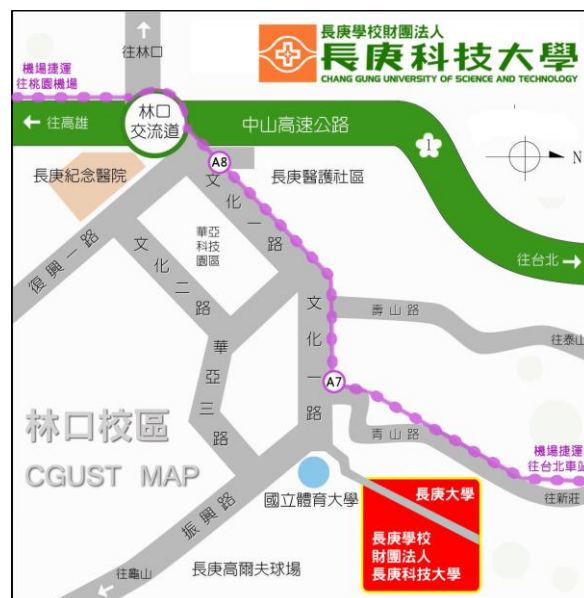 長庚學校財團法人
長庚科技大學
CHANG GUNG UNIVERSITY OF SCIENCE AND TECHNOLOGY
往林口
機場捷運
往桃園機場
林口
交流道
往高雄
中山高速公路
1
N
A8
長庚紀念醫院
長庚醫護社區
文化一路
華亞
科技
園區
復興一路
文化二路
往台北
文化一路
壽山路
往泰山
華亞三路
A7
林口校區
CGUST MAP
青山路
機場捷運
往台北車站
往新莊
國立體育大學
振興路
長庚大學
長庚學校
財團法人
長庚科技大學
長庚高爾夫球場
往龜山